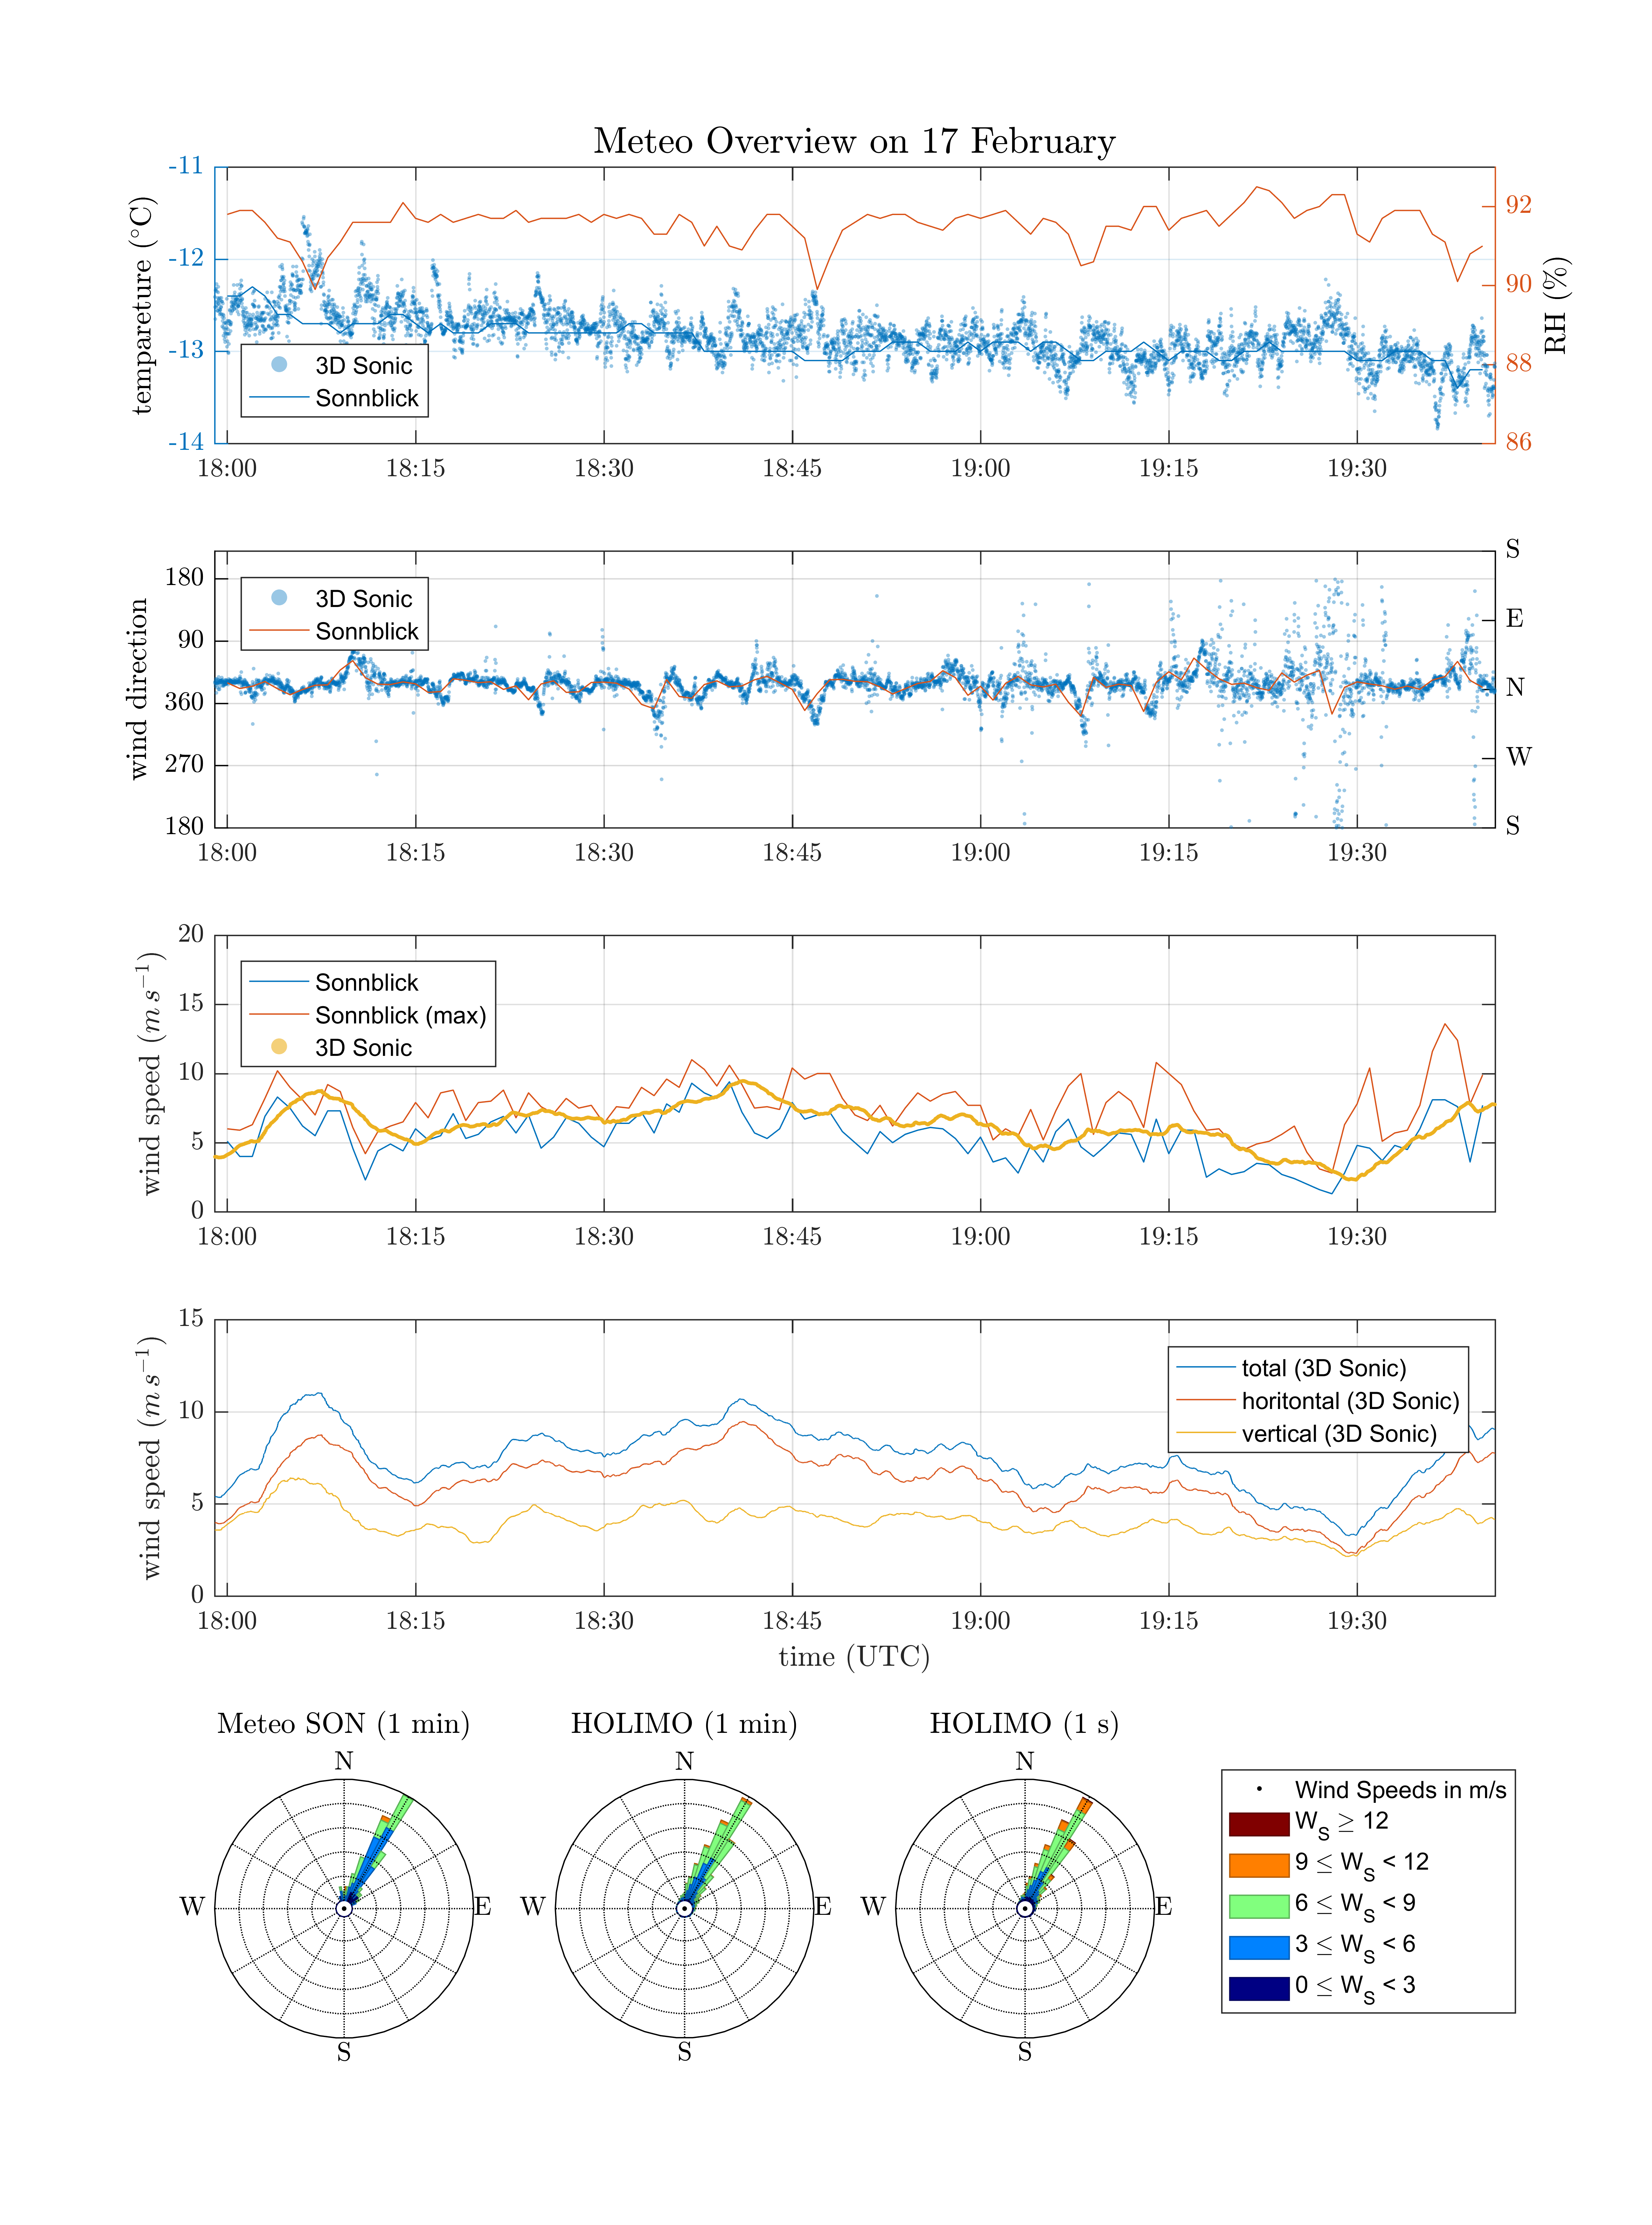 Meteo Overview on 17 February
tempareture (°C)
-11
-12
-13
-14
92
90
88
86
RH (%)
3D Sonic
Sonnblick
18:00 18:15 18:30 18:45 19:00 19:15 19:30
wind direction
180
90
360
270
180
S
E
N
W
S
3D Sonic
Sonnblick
18:00 18:15 18:30 18:45 19:00 19:15 19:30
wind speed (m s⁻¹)
20
15
10
5
0
Sonnblick
Sonnblick (max)
3D Sonic
18:00 18:15 18:30 18:45 19:00 19:15 19:30
wind speed (m s⁻¹)
15
10
5
0
total (3D Sonic)
horitontal (3D Sonic)
vertical (3D Sonic)
18:00 18:15 18:30 18:45 19:00 19:15 19:30
time (UTC)
Meteo SON (1 min)
N
W E
S
HOLIMO (1 min)
N
W E
S
HOLIMO (1 s)
N
W E
S
Wind Speeds in m/s
W_S ≥ 12
9 ≤ W_S < 12
6 ≤ W_S < 9
3 ≤ W_S < 6
0 ≤ W_S < 3